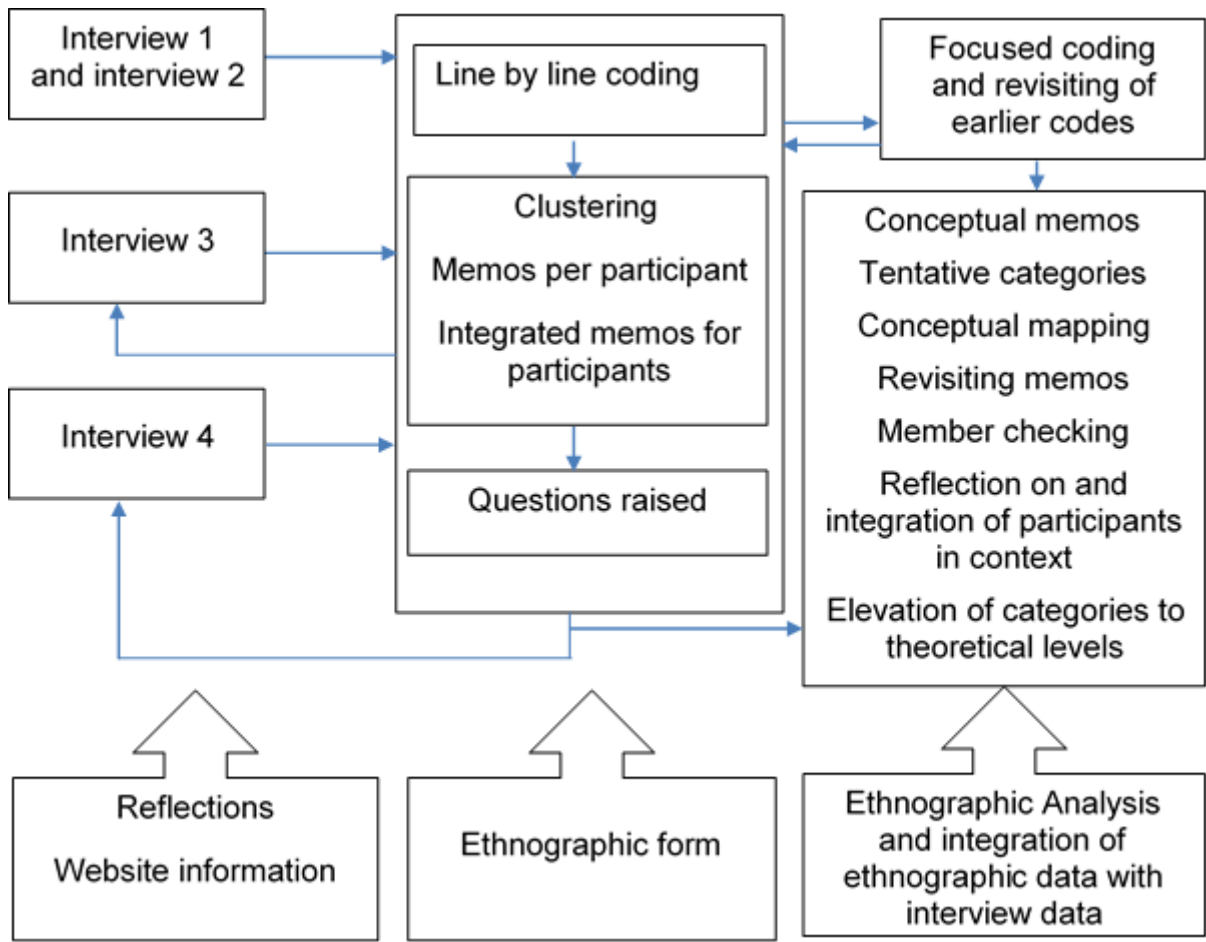 Interview 1
and interview 2
Interview 3
Interview 4
Line by line coding
Clustering
Memos per participant
Integrated memos for
participants
Questions raised
Focused coding
and revisiting of
earlier codes
Conceptual memos
Tentative categories
Conceptual mapping
Revisiting memos
Member checking
Reflection on and
integration of participants
in context
Elevation of categories to
theoretical levels
Reflections
Website information
Ethnographic form
Ethnographic Analysis
and integration of
ethnographic data with
interview data